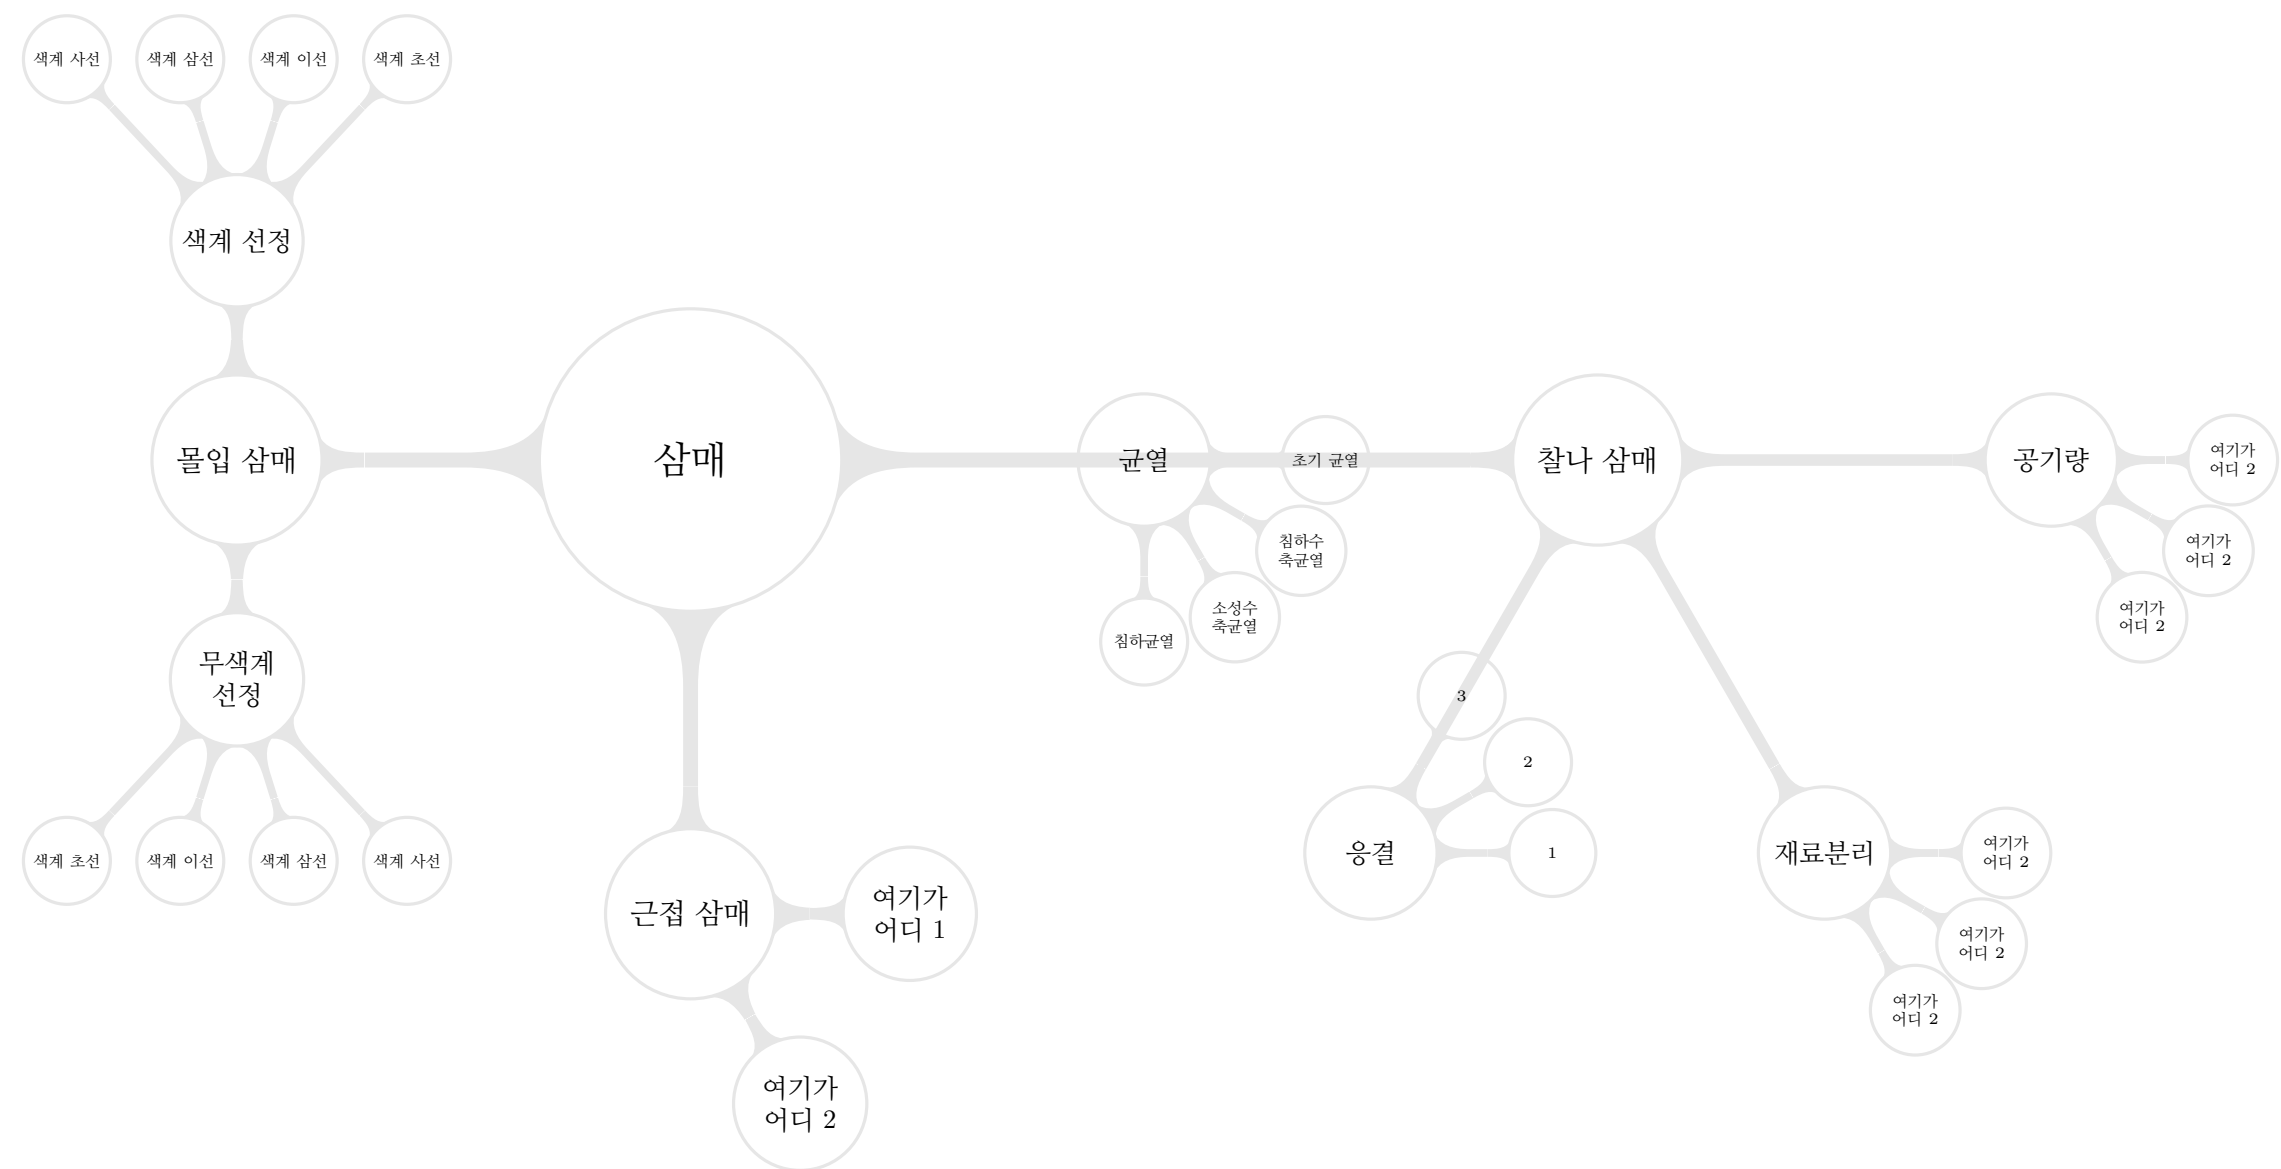 색계 사선
색계 삼선
색계 이선
색계 초선
색계 선정
몰입 삼매
삼매
균열
초기 균열
찰나 삼매
공기량
여기가
어디 2
침하수
축균열
여기가
어디 2
소성수
축균열
여기가
어디 2
침하균열
무색계
선정
3
2
색계 초선
색계 이선
색계 삼선
색계 사선
응결
1
재료분리
여기가
어디 2
근접 삼매
여기가
어디 1
여기가
어디 2
여기가
어디 2
여기가
어디 2